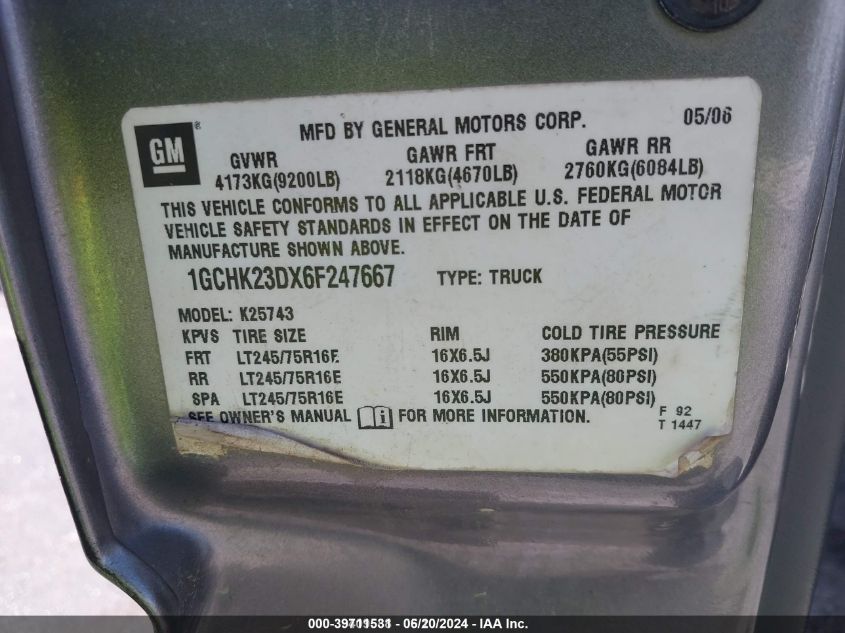 GM ®
MFD BY GENERAL MOTORS CORP. 05/06
GVWR GAWR FRT GAWR RR
4173KG(9200LB) 2118KG(4670LB) 2760KG(6084LB)
THIS VEHICLE CONFORMS TO ALL APPLICABLE U.S. FEDERAL MOTOR
VEHICLE SAFETY STANDARDS IN EFFECT ON THE DATE OF
MANUFACTURE SHOWN ABOVE.
1GCHK23DX6F247667 TYPE: TRUCK
MODEL: K25743
KPVS TIRE SIZE RIM COLD TIRE PRESSURE
FRT LT245/75R16E 16X6.5J 380KPA(55PSI)
RR LT245/75R16E 16X6.5J 550KPA(80PSI)
SPA LT245/75R16E 16X6.5J 550KPA(80PSI)
SEE OWNER'S MANUAL FOR MORE INFORMATION.
F 92
T 1447
06/20/2024 - IAA Inc.